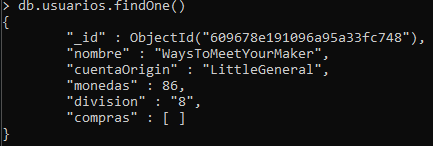 > db.usuarios.findOne()
{
"_id" : ObjectId("609678e191096a95a33fc748"),
"nombre" : "WaysToMeetYourMaker",
"cuentaOrigin" : "LittleGeneral",
"monedas" : 86,
"division" : "8",
"compras" : [ ]
}